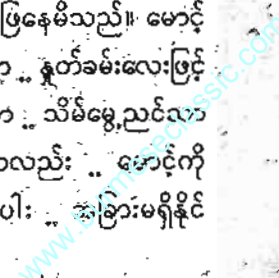 ဖြစ်နေမိသည်။ မောင့်
နှုတ်ခမ်းလေးဖြင့်
သိမ်မွေ့ညင်သာ
လည်း ... မောင့်ကို
ပါး ... အခြားမရှိနိုင်
www.burmeseclassic.com